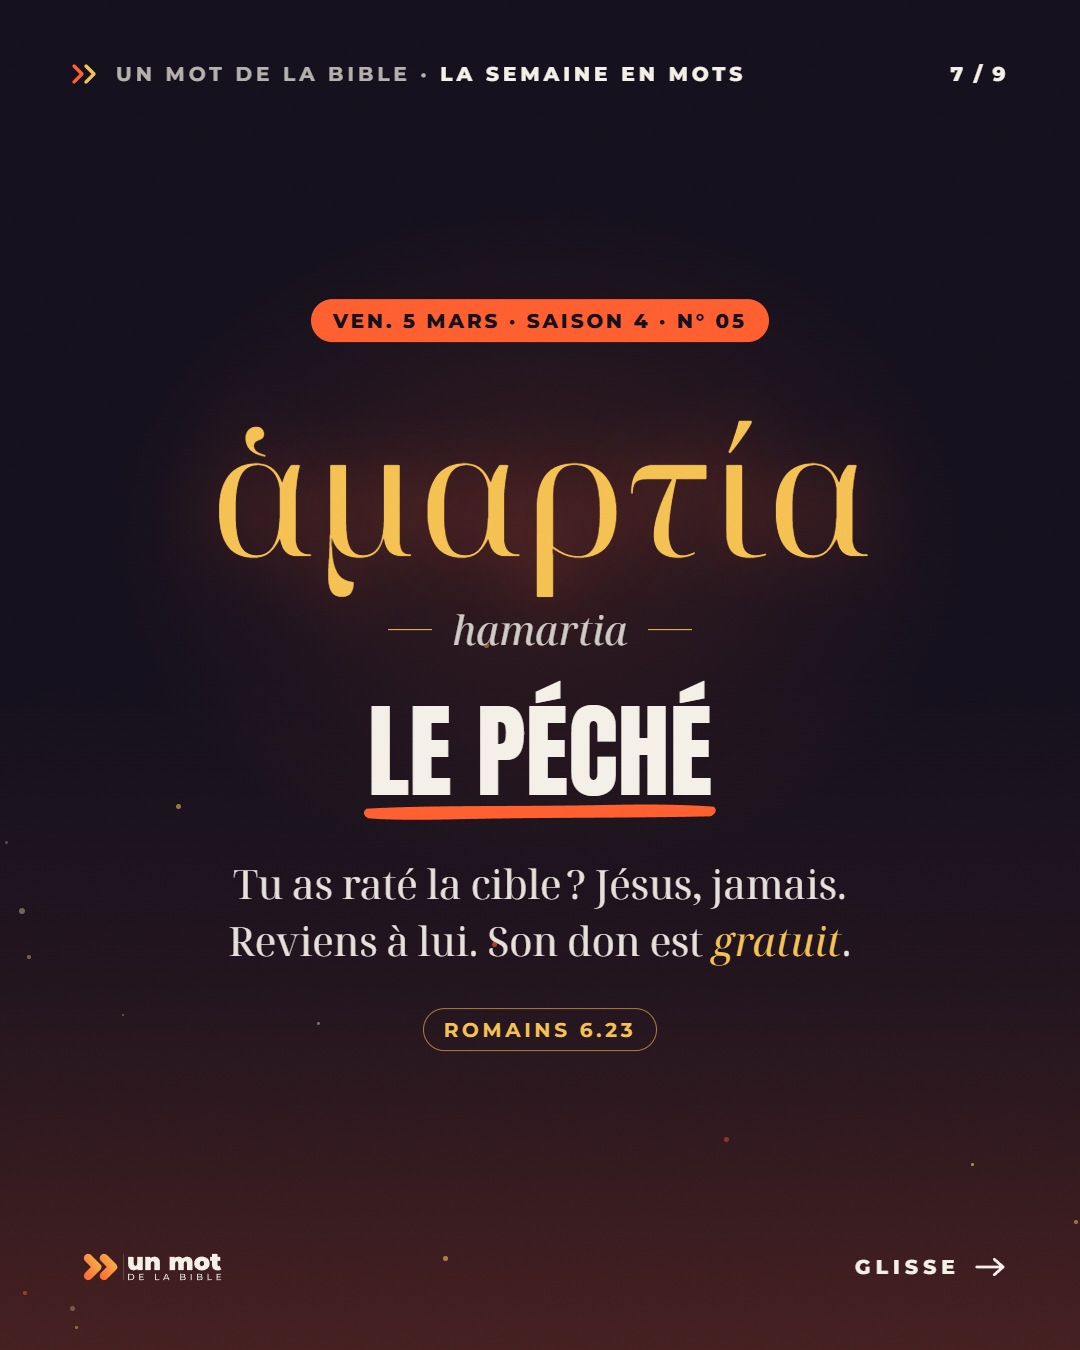 UN MOT DE LA BIBLE · LA SEMAINE EN MOTS
7 / 9
VEN. 5 MARS · SAISON 4 · N° 05
ἁμαρτία
hamartia
LE PÉCHÉ
Tu as raté la cible ? Jésus, jamais.
Reviens à lui. Son don est gratuit.
ROMAINS 6.23
un mot
DE LA BIBLE
GLISSE →